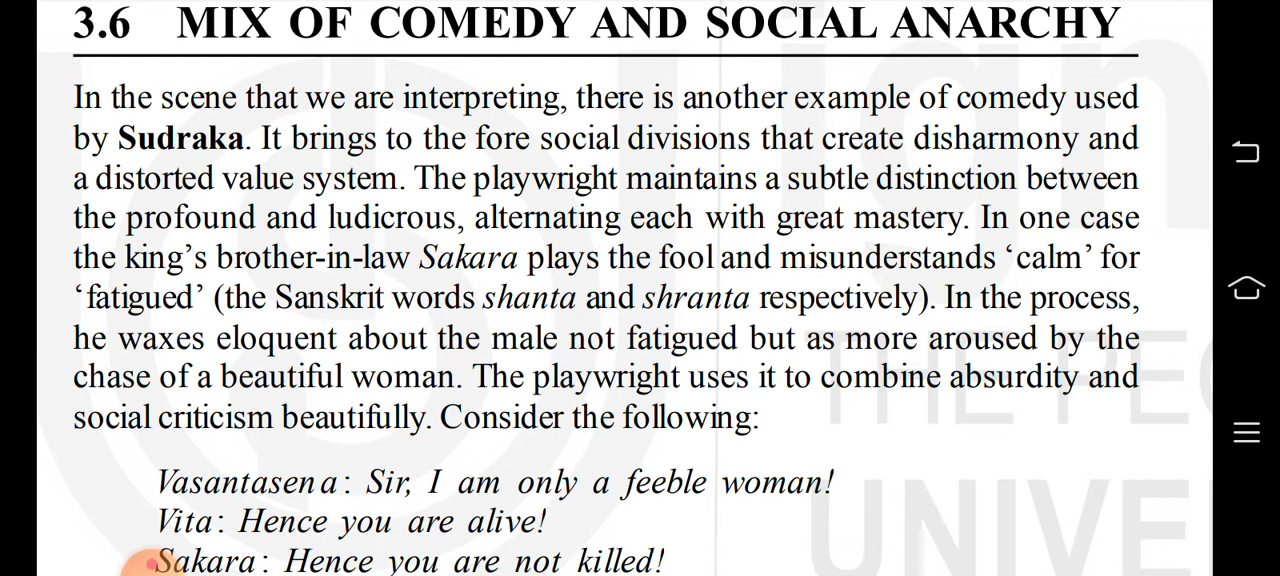 3.6 MIX OF COMEDY AND SOCIAL ANARCHY
In the scene that we are interpreting, there is another example of comedy used
by Sudraka. It brings to the fore social divisions that create disharmony and
a distorted value system. The playwright maintains a subtle distinction between
the profound and ludicrous, alternating each with great mastery. In one case
the king’s brother-in-law Sakara plays the fool and misunderstands ‘calm’ for
‘fatigued’ (the Sanskrit words shanta and shranta respectively). In the process,
he waxes eloquent about the male not fatigued but as more aroused by the
chase of a beautiful woman. The playwright uses it to combine absurdity and
social criticism beautifully. Consider the following:
Vasantasena: Sir, I am only a feeble woman!
Vita: Hence you are alive!
Sakara: Hence you are not killed!
ign
THE PE
UNIVE